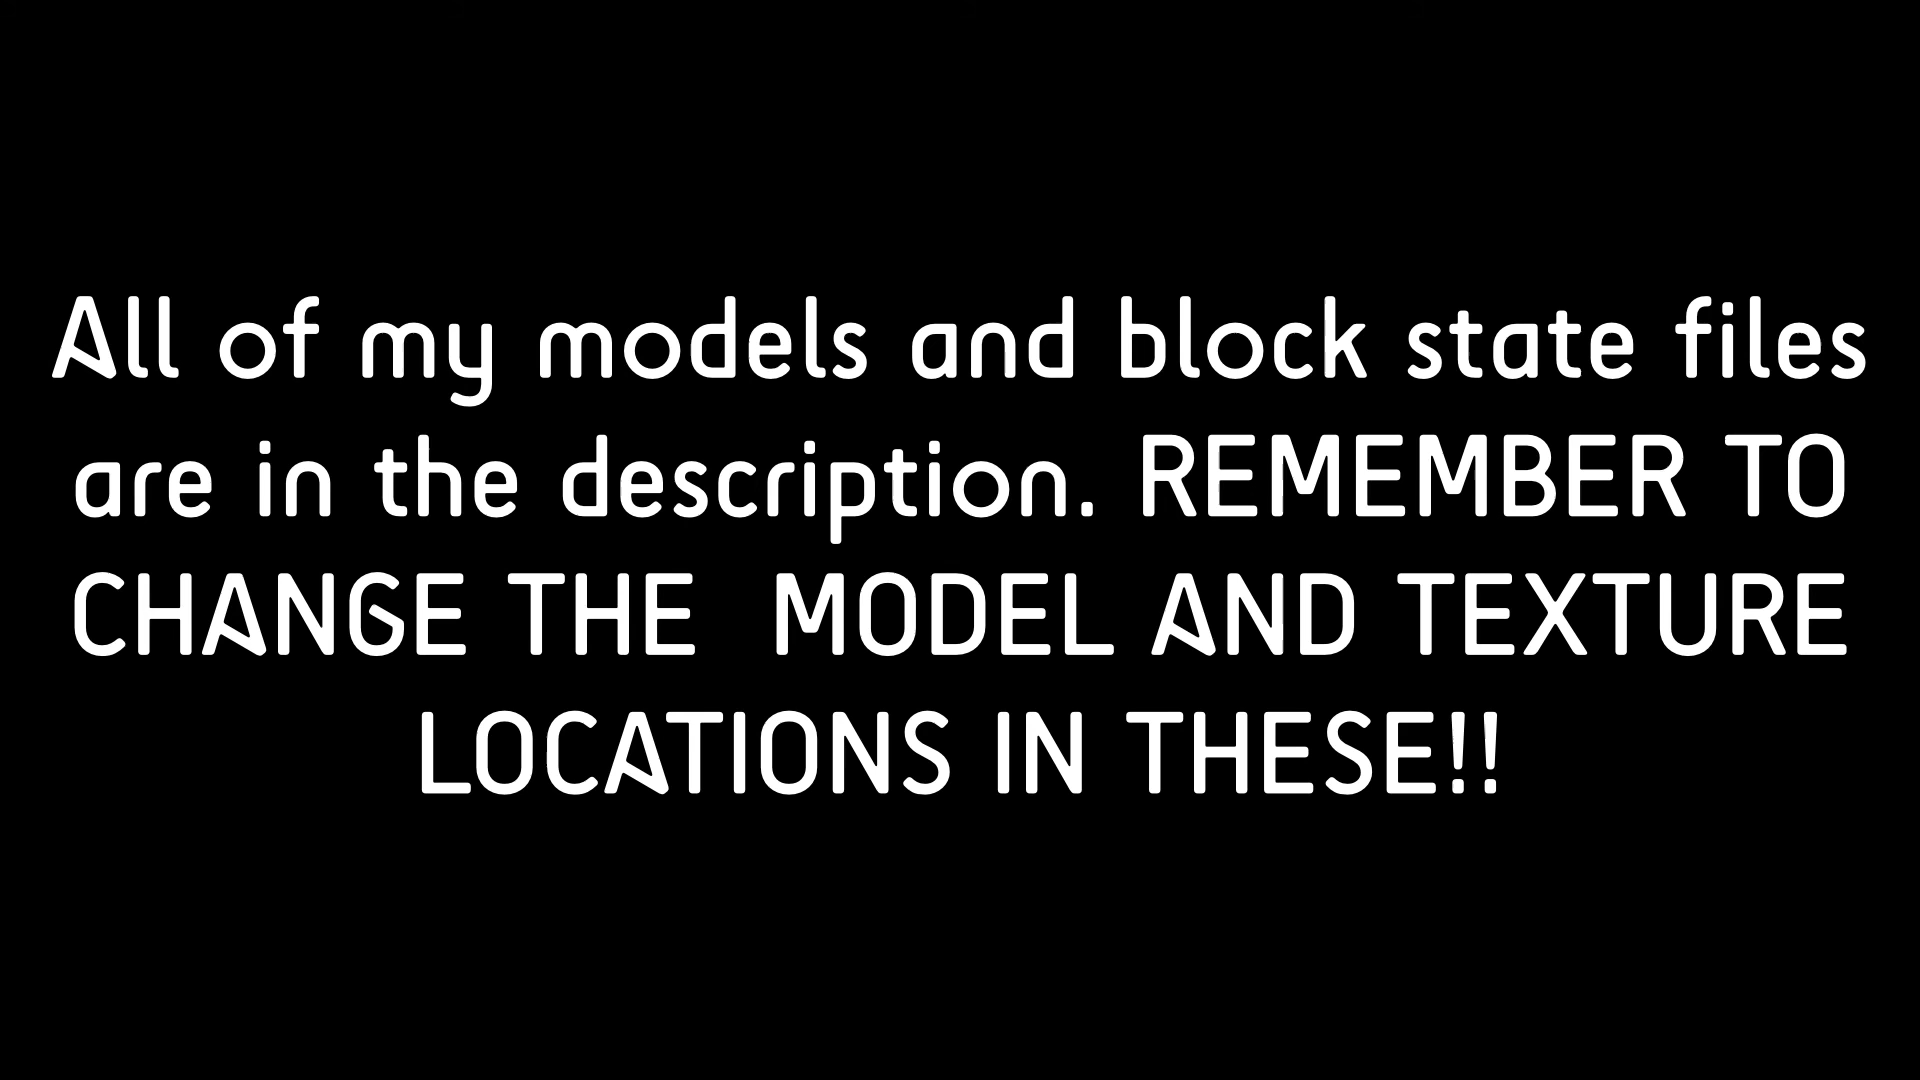 All of my models and block state files
are in the description. REMEMBER TO
CHANGE THE  MODEL AND TEXTURE
LOCATIONS IN THESE!!